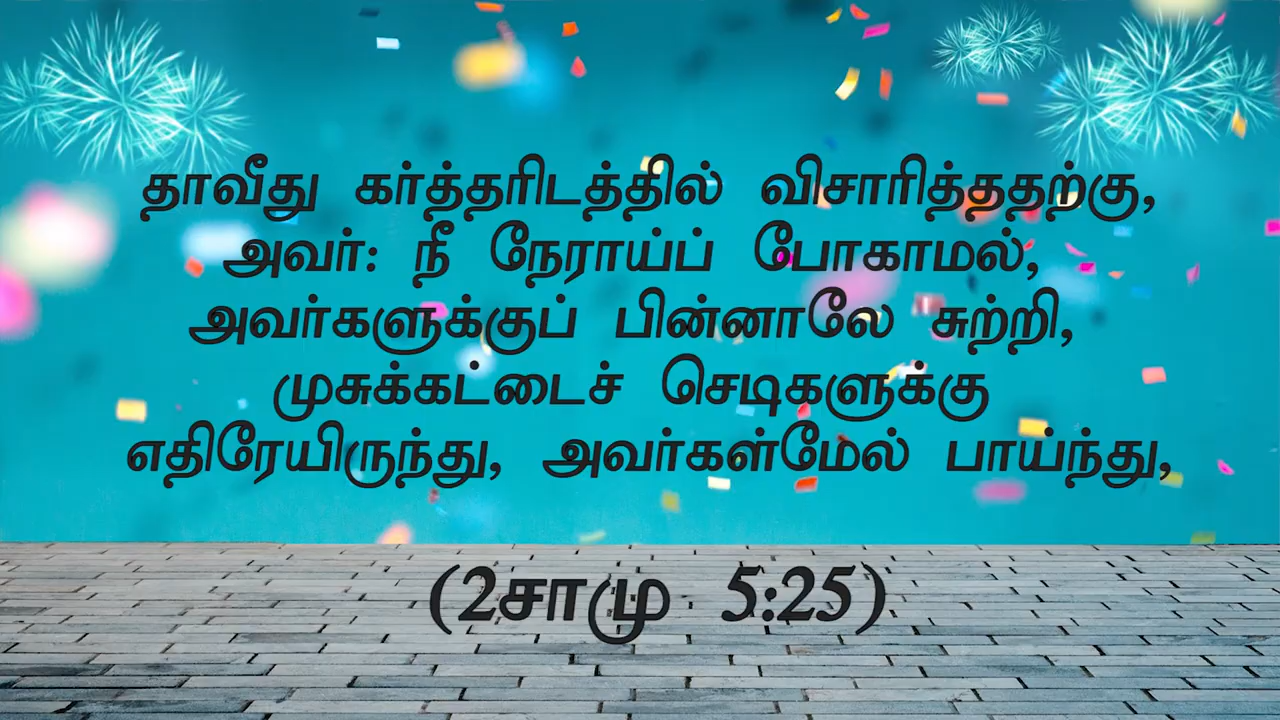 தாவீது கர்த்தரிடத்தில் விசாரித்ததற்கு,
அவர்: நீ நேராய்ப் போகாமல்,
அவர்களுக்குப் பின்னாலே சுற்றி,
முசுக்கட்டைச் செடிகளுக்கு
எதிரேயிருந்து, அவர்கள்மேல் பாய்ந்து,
(2சாமு 5:25)